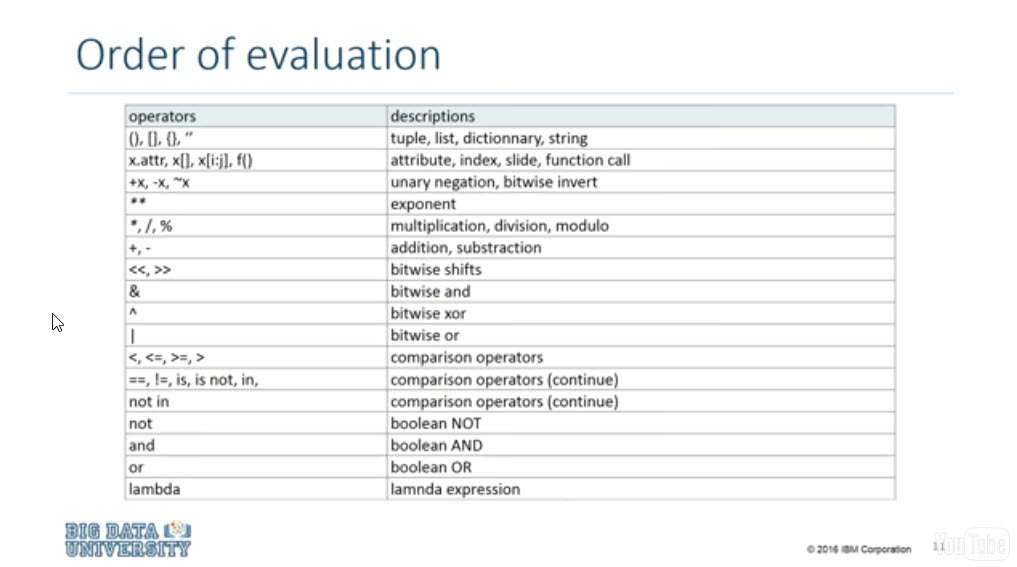 Order of evaluation
operators descriptions
(), [], {}, '' tuple, list, dictionnary, string
x.attr, x[], x[i:j], f() attribute, index, slide, function call
+x, -x, ~x unary negation, bitwise invert
** exponent
*, /, % multiplication, division, modulo
+, - addition, substraction
<<, >> bitwise shifts
& bitwise and
^ bitwise xor
| bitwise or
<, <=, >=, > comparison operators
==, !=, is, is not, in, comparison operators (continue)
not in comparison operators (continue)
not boolean NOT
and boolean AND
or boolean OR
lambda lamnda expression
BIG DATA
UNIVERSITY
© 2016 IBM Corporation 11
YouTube